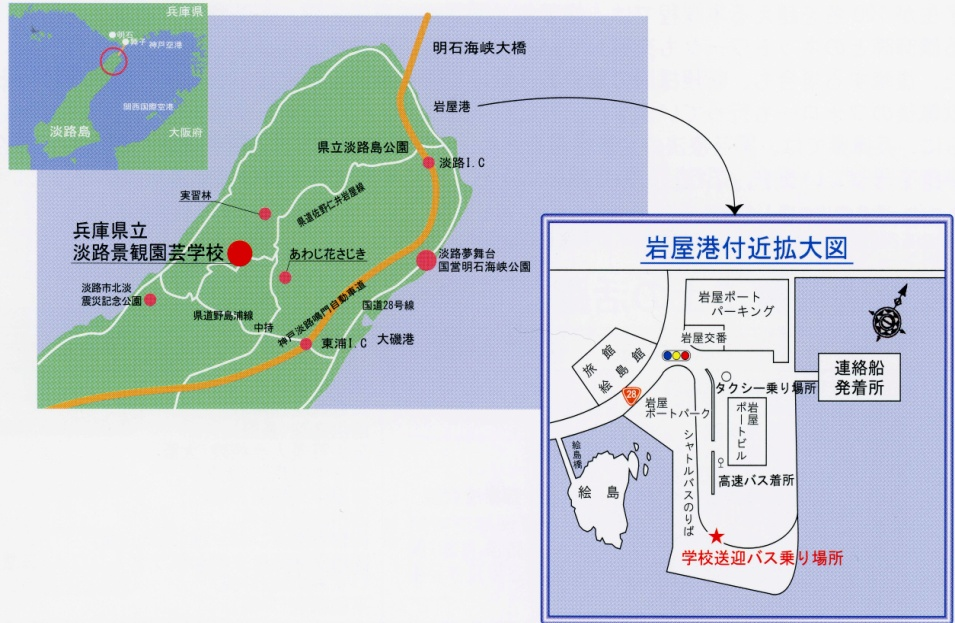 兵庫県
明石
舞子
神戸空港
関西国際空港
淡路島
大阪府
明石海峡大橋
岩屋港
県立淡路島公園
淡路I.C
実習林
県道佐野仁井岩屋線
兵庫県立
淡路景観園芸学校
あわじ花さじき
淡路夢舞台
国営明石海峡公園
淡路市北淡
震災記念公園
県道野島浦線
中持
神戸淡路鳴門自動車道
国道28号線
東浦I.C
大磯港
岩屋港付近拡大図
岩屋ポート
パーキング
岩屋交番
旅館
絵島館
連絡船
発着所
タクシー乗り場所
28
岩屋
ポートパーク
岩屋
ポートビル
シャトルバスのりば
絵島橋
絵島
高速バス着所
学校送迎バス乗り場所